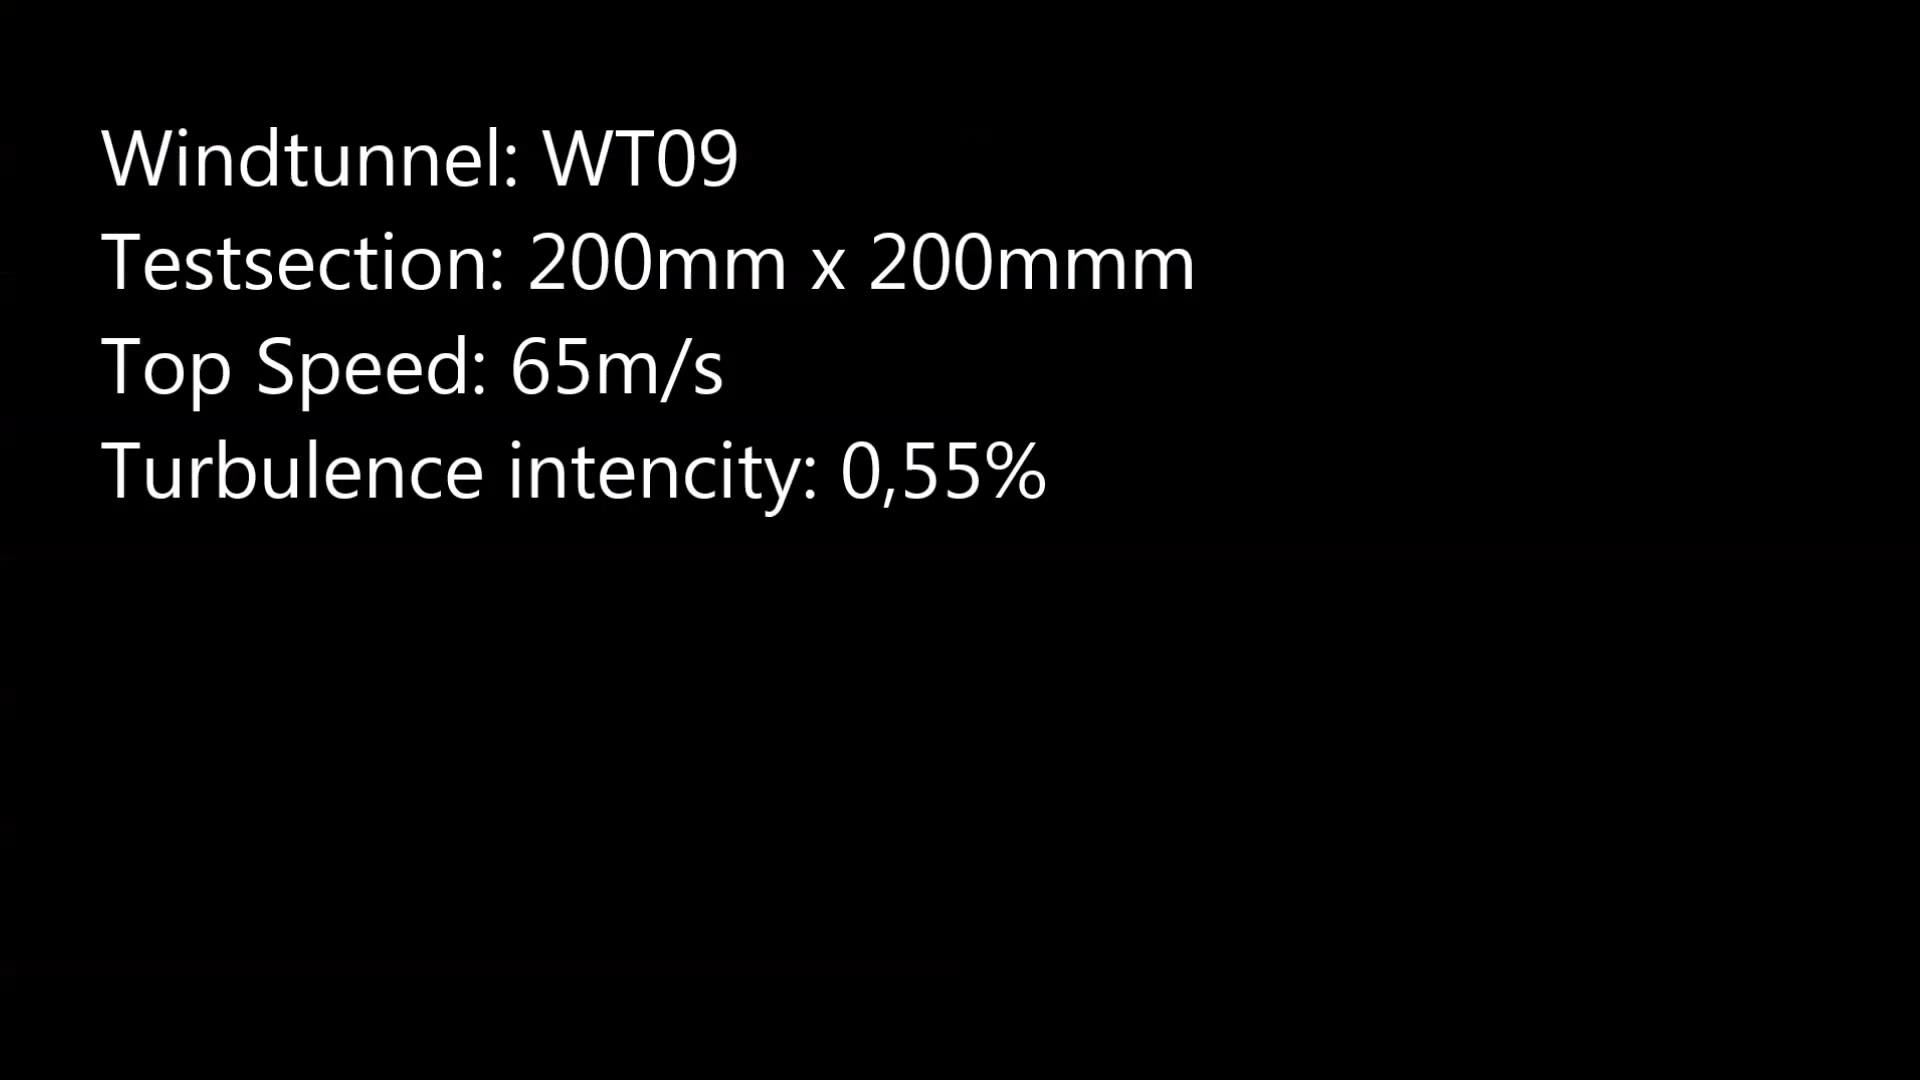 Windtunnel: WT09
Testsection: 200mm x 200mmm
Top Speed: 65m/s
Turbulence intencity: 0,55%